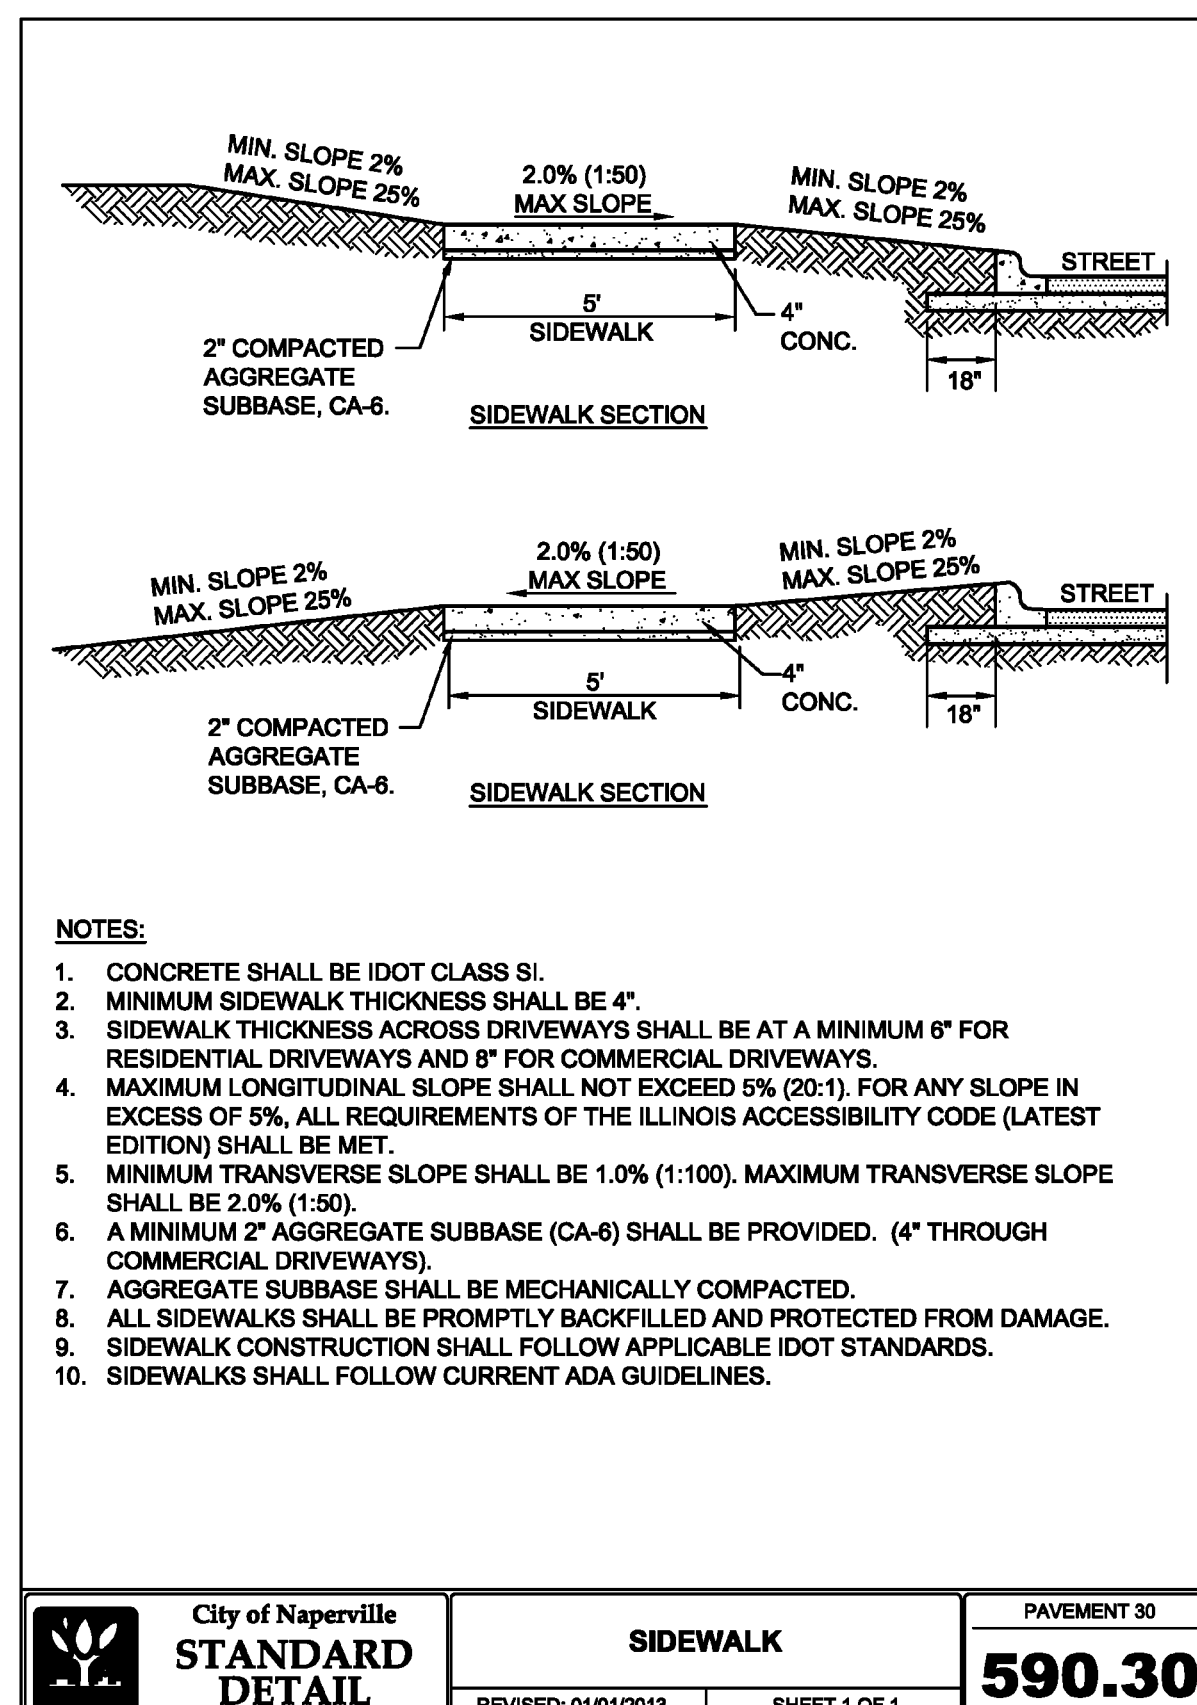 MIN. SLOPE 2%
MAX. SLOPE 25%
2.0% (1:50)
MAX SLOPE
MIN. SLOPE 2%
MAX. SLOPE 25%
STREET
5'
SIDEWALK
4"
CONC.
2" COMPACTED
AGGREGATE
SUBBASE, CA-6.
18"
SIDEWALK SECTION
MIN. SLOPE 2%
MAX. SLOPE 25%
2.0% (1:50)
MAX SLOPE
MIN. SLOPE 2%
MAX. SLOPE 25%
STREET
5'
SIDEWALK
4"
CONC.
2" COMPACTED
AGGREGATE
SUBBASE, CA-6.
18"
SIDEWALK SECTION
NOTES:
1. CONCRETE SHALL BE IDOT CLASS SI.
2. MINIMUM SIDEWALK THICKNESS SHALL BE 4".
3. SIDEWALK THICKNESS ACROSS DRIVEWAYS SHALL BE AT A MINIMUM 6" FOR
RESIDENTIAL DRIVEWAYS AND 8" FOR COMMERCIAL DRIVEWAYS.
4. MAXIMUM LONGITUDINAL SLOPE SHALL NOT EXCEED 5% (20:1). FOR ANY SLOPE IN
EXCESS OF 5%, ALL REQUIREMENTS OF THE ILLINOIS ACCESSIBILITY CODE (LATEST
EDITION) SHALL BE MET.
5. MINIMUM TRANSVERSE SLOPE SHALL BE 1.0% (1:100). MAXIMUM TRANSVERSE SLOPE
SHALL BE 2.0% (1:50).
6. A MINIMUM 2" AGGREGATE SUBBASE (CA-6) SHALL BE PROVIDED. (4" THROUGH
COMMERCIAL DRIVEWAYS).
7. AGGREGATE SUBBASE SHALL BE MECHANICALLY COMPACTED.
8. ALL SIDEWALKS SHALL BE PROMPTLY BACKFILLED AND PROTECTED FROM DAMAGE.
9. SIDEWALK CONSTRUCTION SHALL FOLLOW APPLICABLE IDOT STANDARDS.
10. SIDEWALKS SHALL FOLLOW CURRENT ADA GUIDELINES.
City of Naperville
STANDARD
DETAIL
SIDEWALK
REVISED: 01/01/2013
SHEET 1 OF 1
PAVEMENT 30
590.30